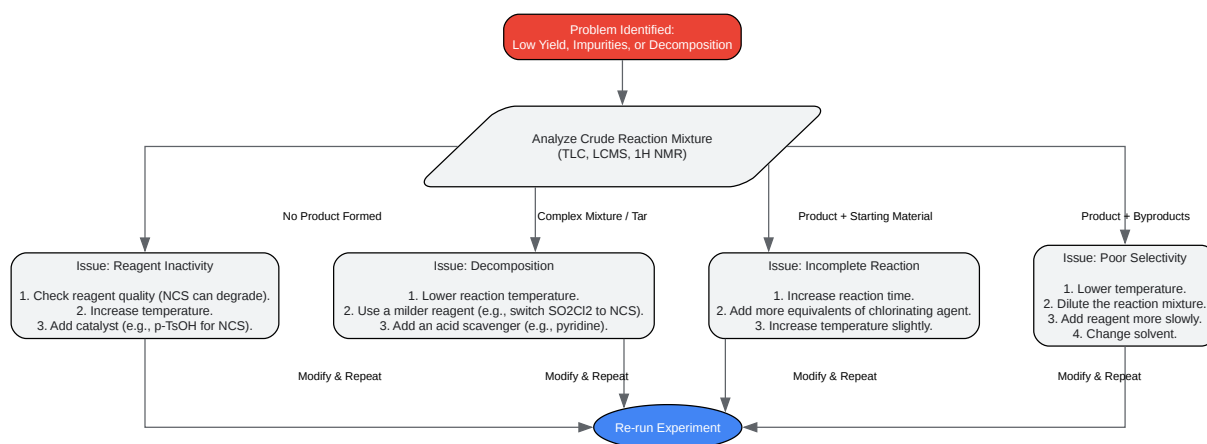 Problem Identified:
Low Yield, Impurities, or Decomposition
Analyze Crude Reaction Mixture
(TLC, LCMS, 1H NMR)
No Product Formed
Complex Mixture / Tar
Product + Starting Material
Product + Byproducts
Issue: Reagent Inactivity
1. Check reagent quality (NCS can degrade).
2. Increase temperature.
3. Add catalyst (e.g., p-TsOH for NCS).
Issue: Decomposition
1. Lower reaction temperature.
2. Use a milder reagent (e.g., switch SO2Cl2 to NCS).
3. Add an acid scavenger (e.g., pyridine).
Issue: Incomplete Reaction
1. Increase reaction time.
2. Add more equivalents of chlorinating agent.
3. Increase temperature slightly.
Issue: Poor Selectivity
1. Lower temperature.
2. Dilute the reaction mixture.
3. Add reagent more slowly.
4. Change solvent.
Modify & Repeat
Modify & Repeat
Modify & Repeat
Modify & Repeat
Re-run Experiment